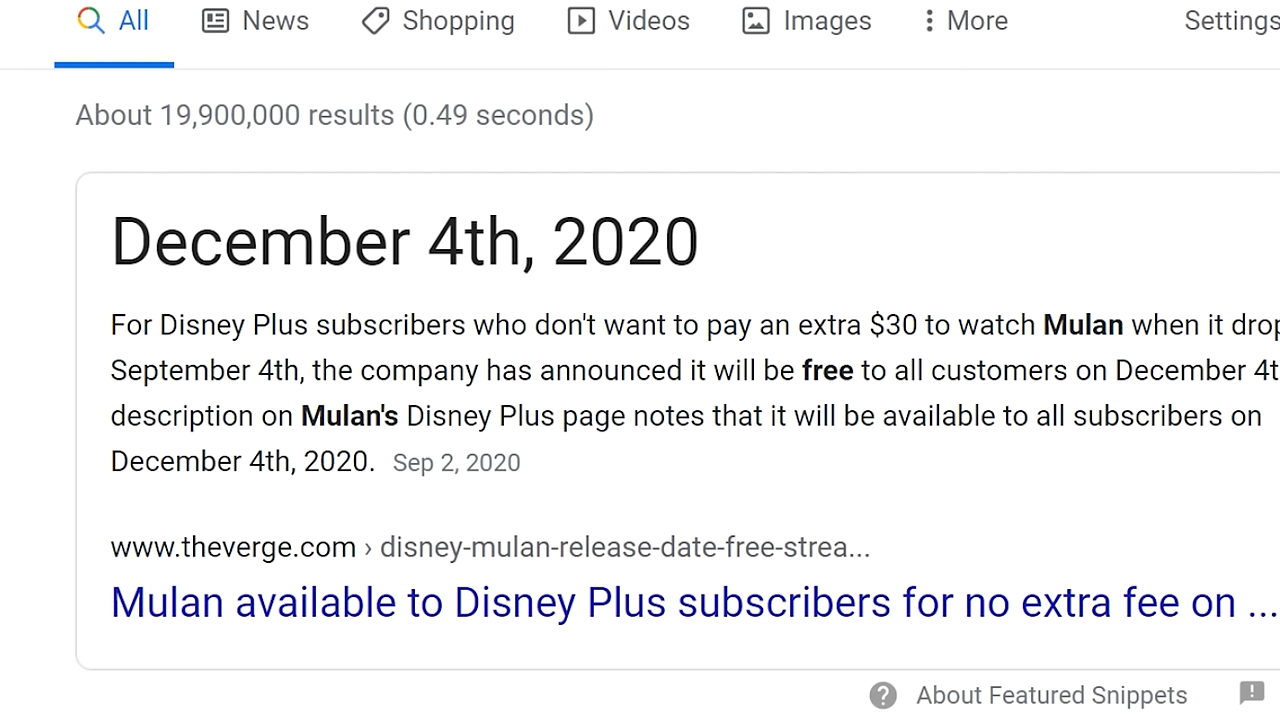 All News Shopping Videos Images More Settings
About 19,900,000 results (0.49 seconds)
December 4th, 2020
For Disney Plus subscribers who don't want to pay an extra $30 to watch Mulan when it drop
September 4th, the company has announced it will be free to all customers on December 4t
description on Mulan's Disney Plus page notes that it will be available to all subscribers on
December 4th, 2020. Sep 2, 2020
www.theverge.com › disney-mulan-release-date-free-strea...
Mulan available to Disney Plus subscribers for no extra fee on ...
About Featured Snippets